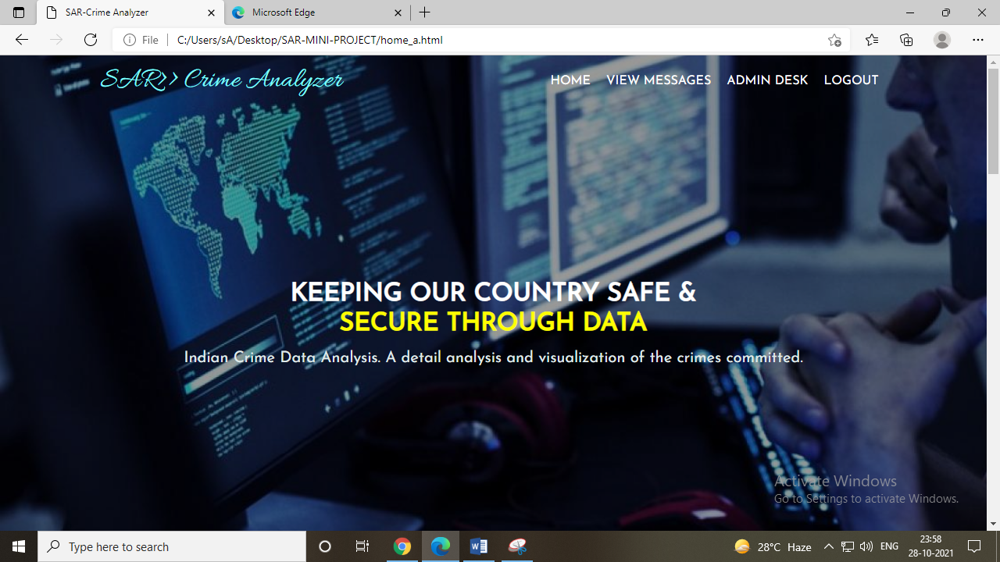 SAR-Crime Analyzer
Microsoft Edge
File
C:/Users/sA/Desktop/SAR-MINI-PROJECT/home_a.html
SAR>> Crime Analyzer
HOME VIEW MESSAGES ADMIN DESK LOGOUT
KEEPING OUR COUNTRY SAFE &
SECURE THROUGH DATA
Indian Crime Data Analysis. A detail analysis and visualization of the crimes committed.
Activate Windows
Go to Settings to activate Windows.
Type here to search
28°C Haze
ENG
23:58
28-10-2021